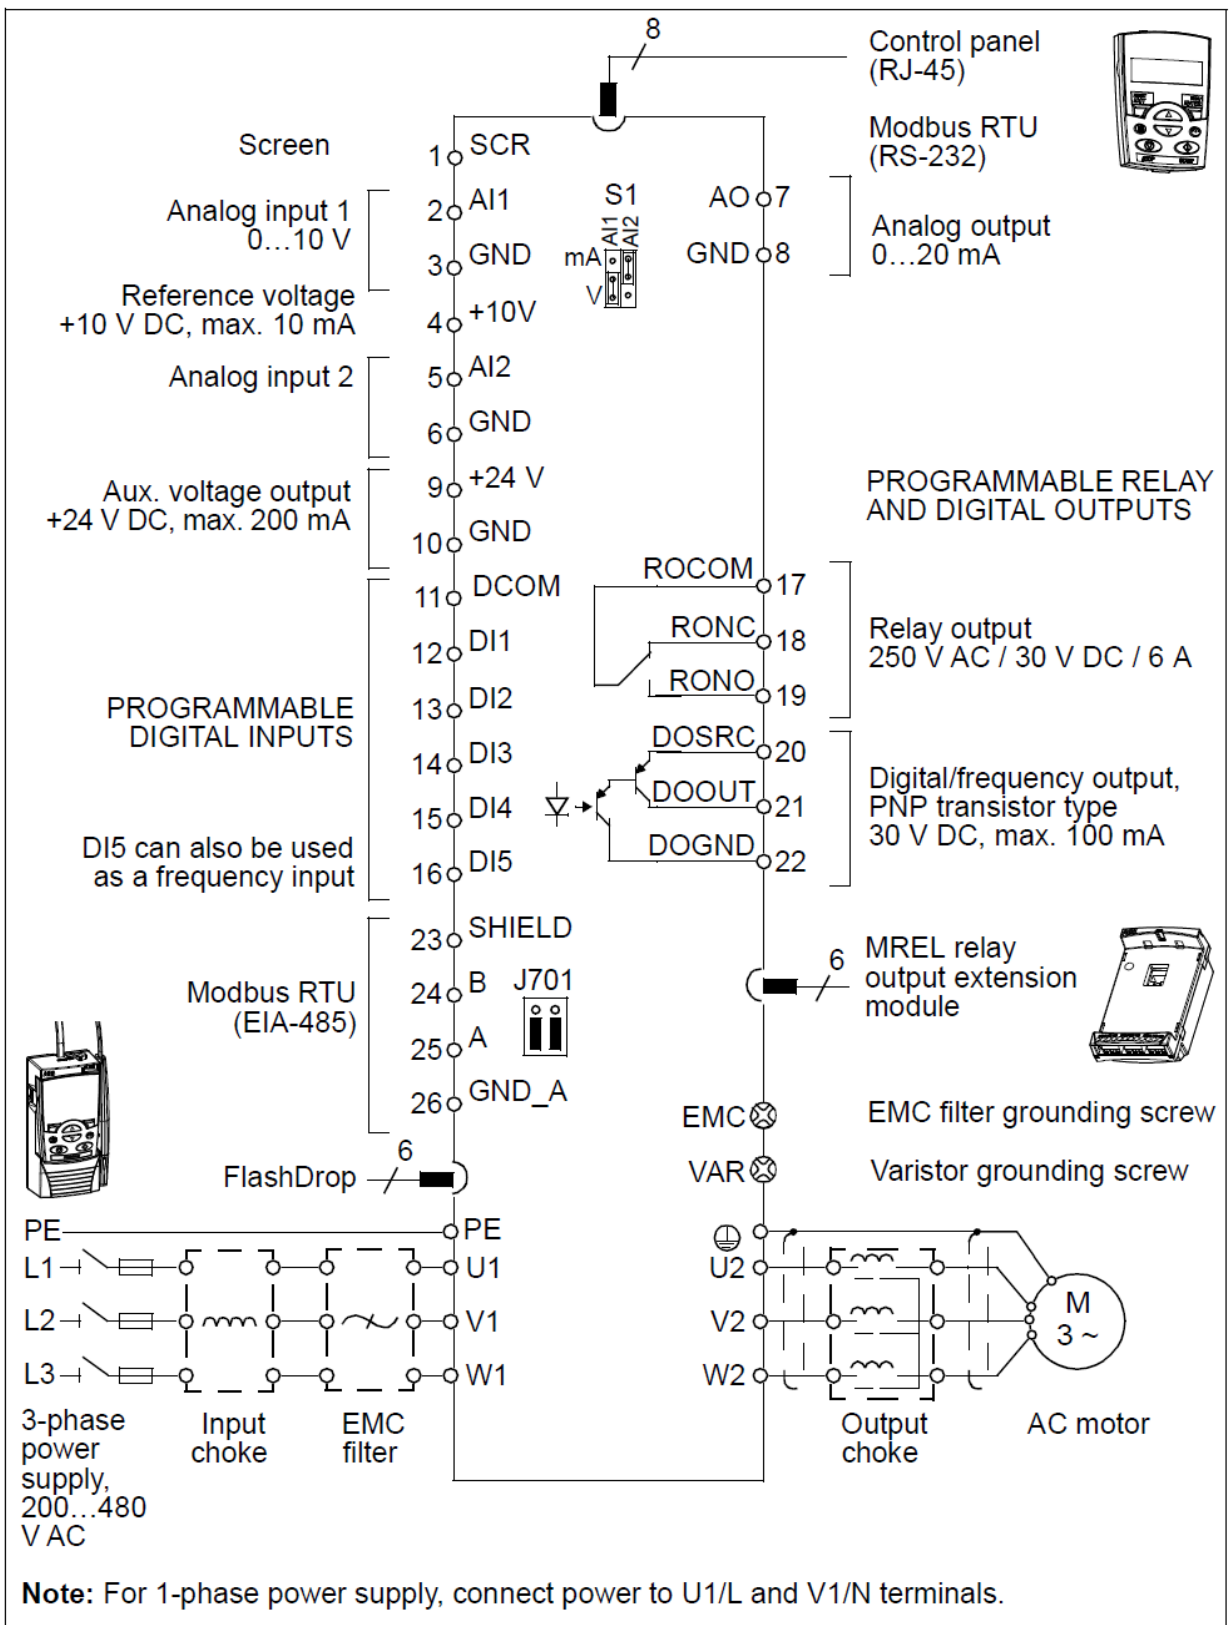 8
Control panel
(RJ-45)
Modbus RTU
(RS-232)
Screen
1 SCR
Analog input 1
0...10 V
2 AI1
3 GND
S1
AI1
AI2
mA
V
AO 7
GND 8
Analog output
0...20 mA
Reference voltage
+10 V DC, max. 10 mA
4 +10V
Analog input 2
5 AI2
6 GND
Aux. voltage output
+24 V DC, max. 200 mA
9 +24 V
10 GND
PROGRAMMABLE RELAY
AND DIGITAL OUTPUTS
PROGRAMMABLE
DIGITAL INPUTS
11 DCOM
12 DI1
13 DI2
14 DI3
15 DI4
16 DI5
DI5 can also be used
as a frequency input
ROCOM 17
RONC 18
RONO 19
Relay output
250 V AC / 30 V DC / 6 A
DOSRC 20
DOOUT 21
DOGND 22
Digital/frequency output,
PNP transistor type
30 V DC, max. 100 mA
Modbus RTU
(EIA-485)
23 SHIELD
24 B
25 A
26 GND_A
J701
6
MREL relay
output extension
module
EMC
EMC filter grounding screw
VAR
Varistor grounding screw
FlashDrop
6
PE
PE
L1
U1
L2
V1
L3
W1
U2
V2
W2
M
3 ~
3-phase
power
supply,
200...480
V AC
Input
choke
EMC
filter
Output
choke
AC motor
Note: For 1-phase power supply, connect power to U1/L and V1/N terminals.